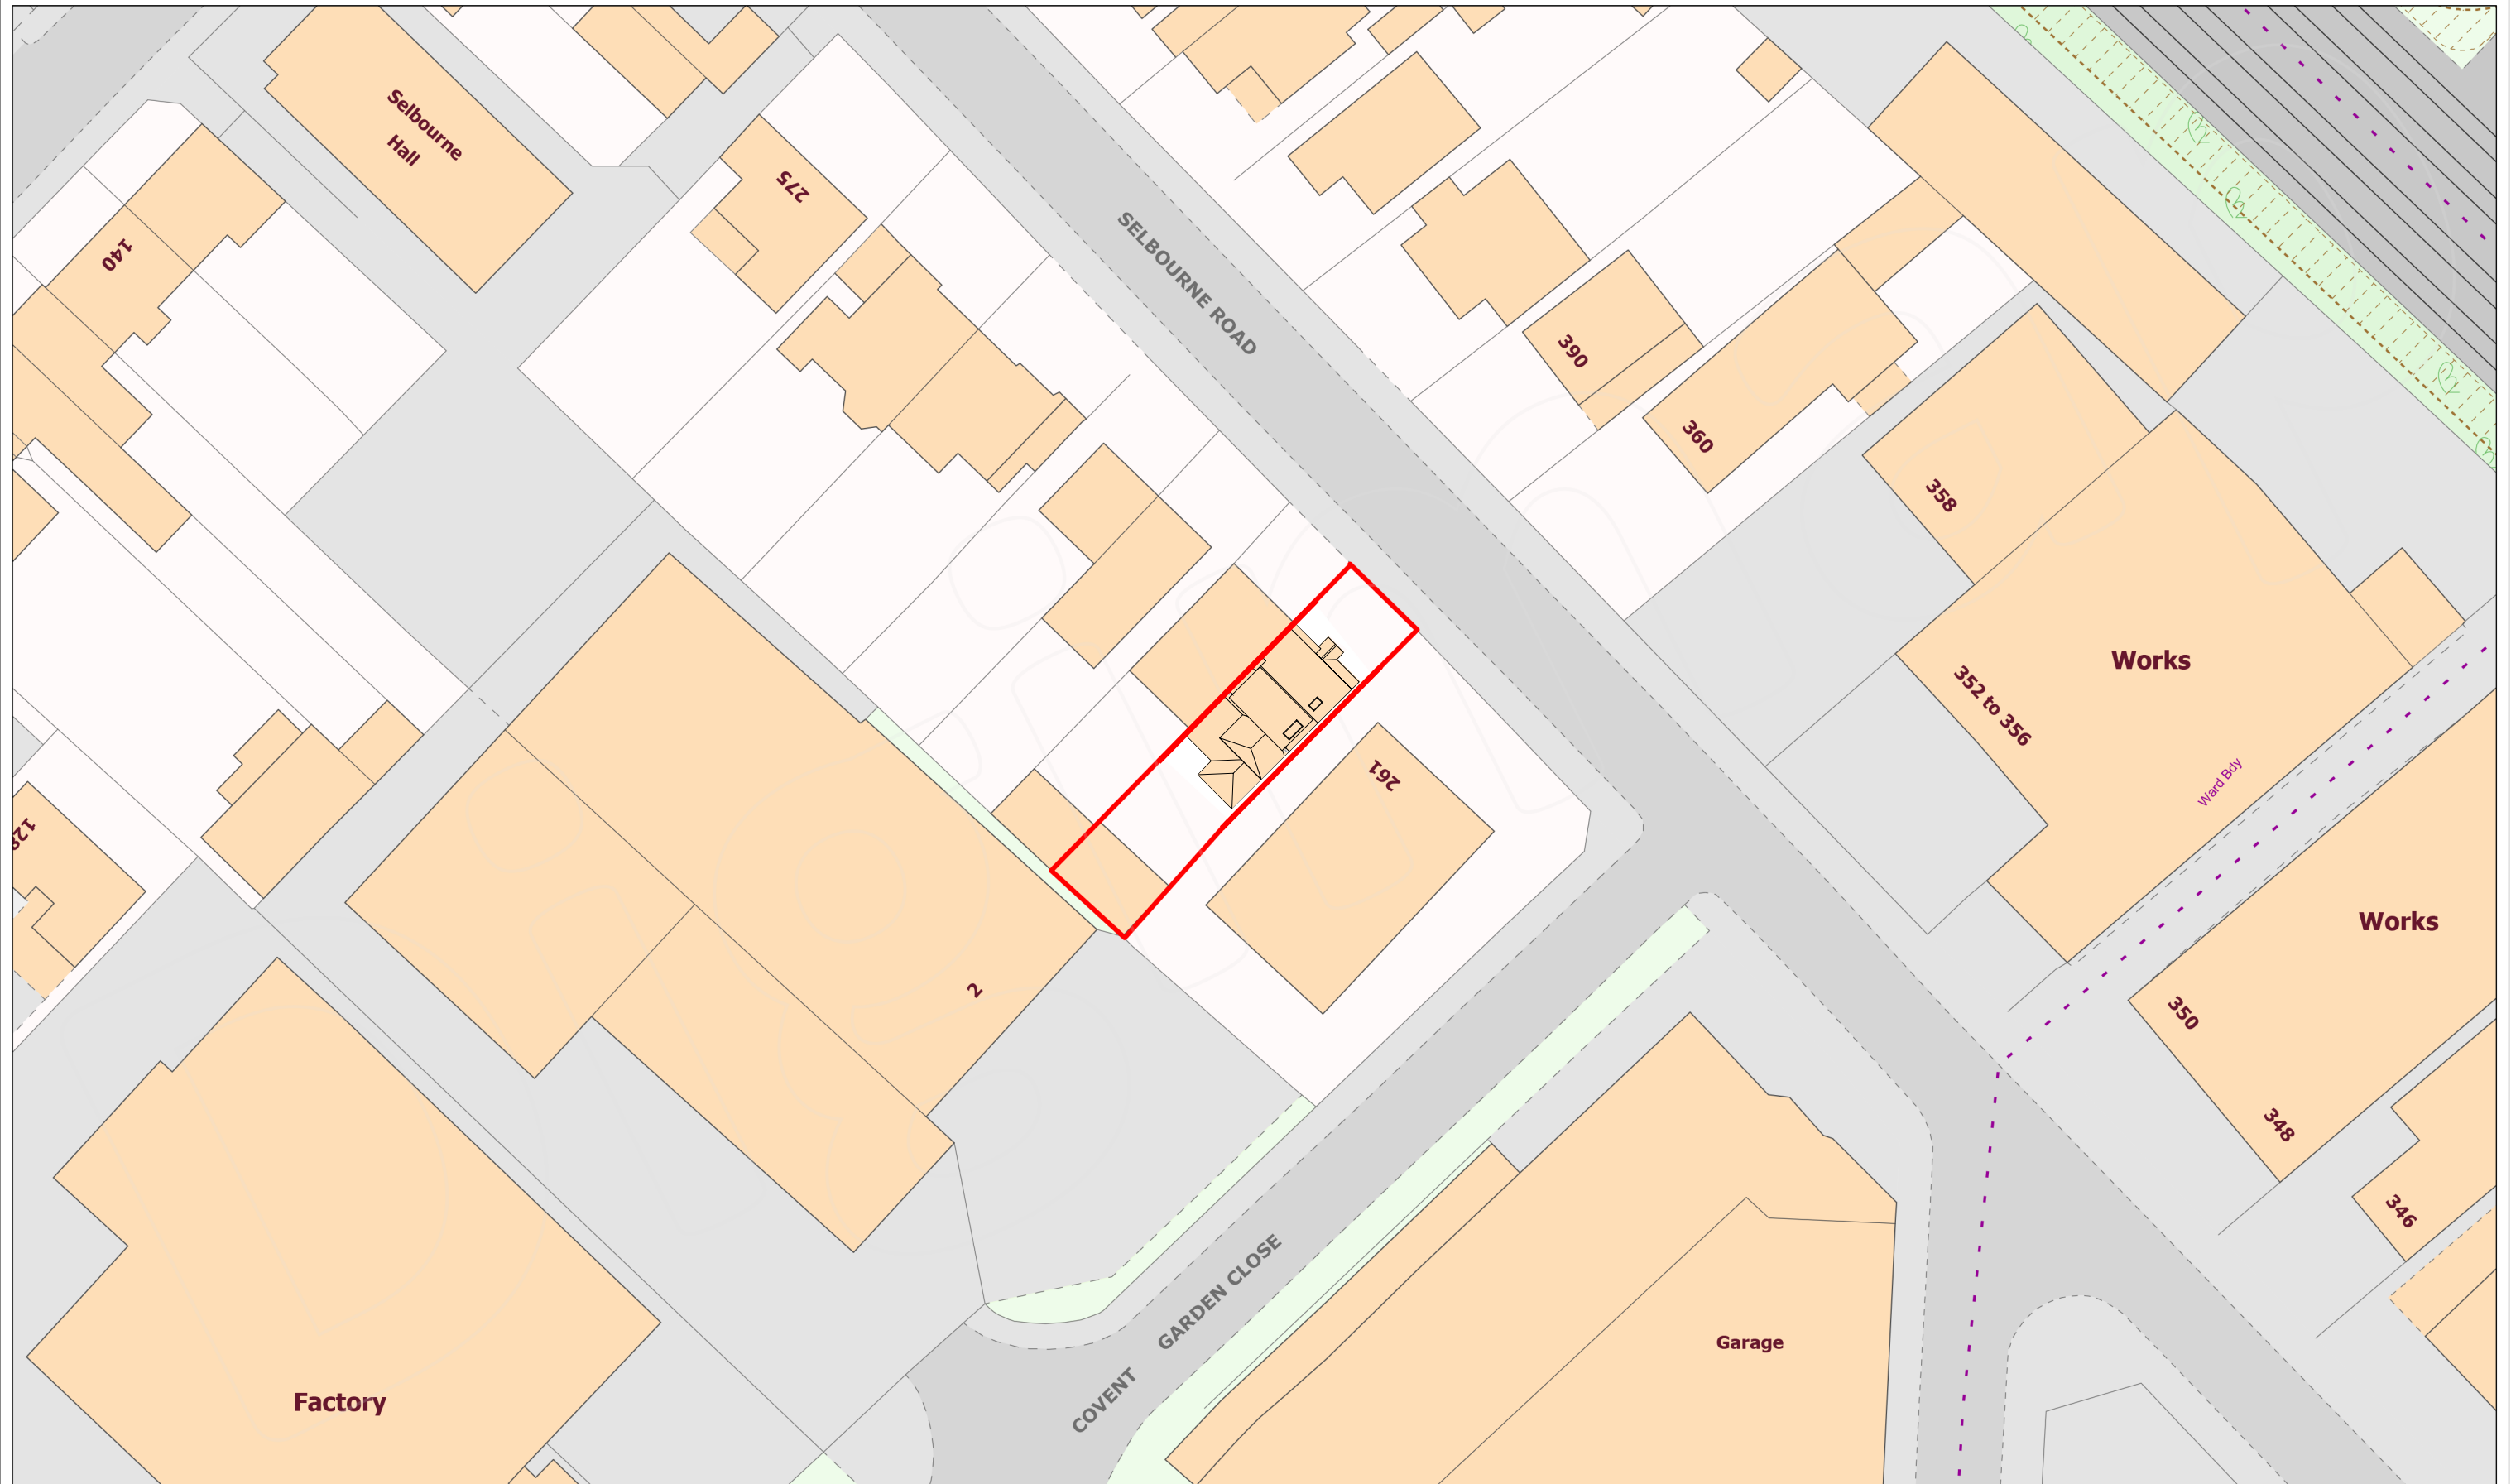 Selbourne
Hall
275
140
SELBOURNE ROAD
390
360
358
Works
352 to 356
Ward Bdy
261
Works
2
350
348
346
COVENT GARDEN CLOSE
Garage
Factory